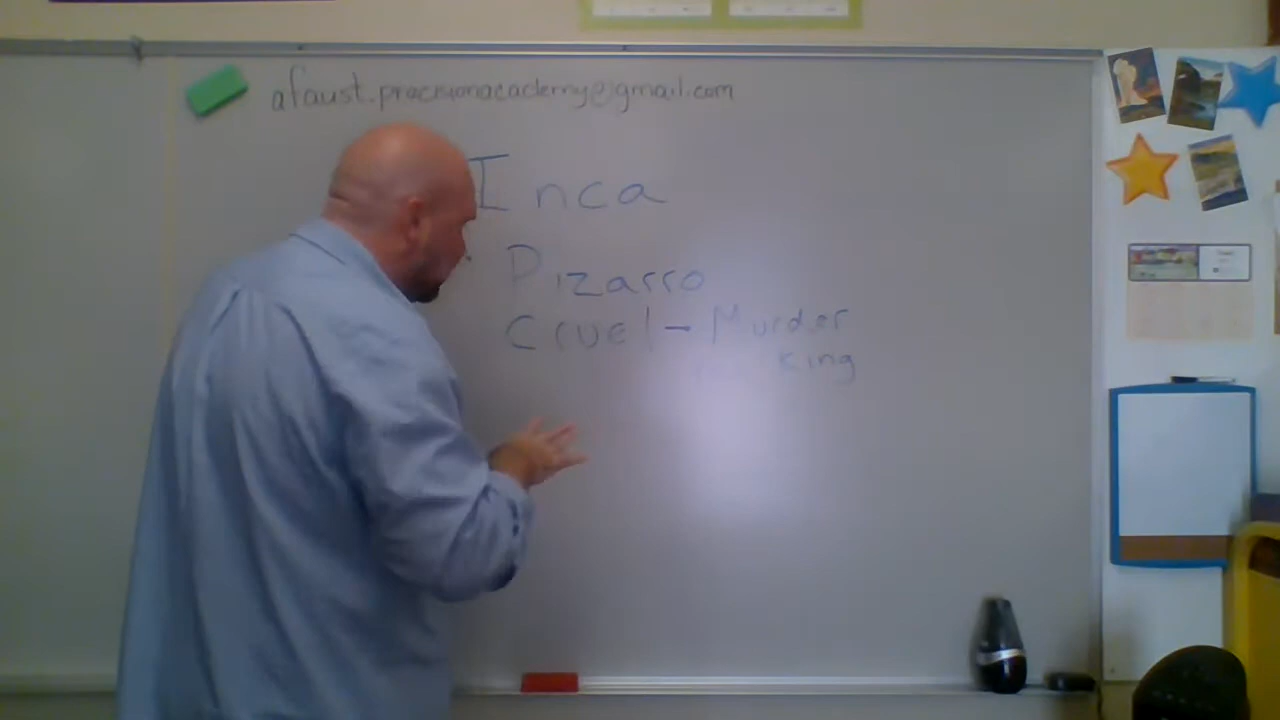 afaust.precisionacademy@gmail.com
Inca
Pizarro
Cruel - Murder
King